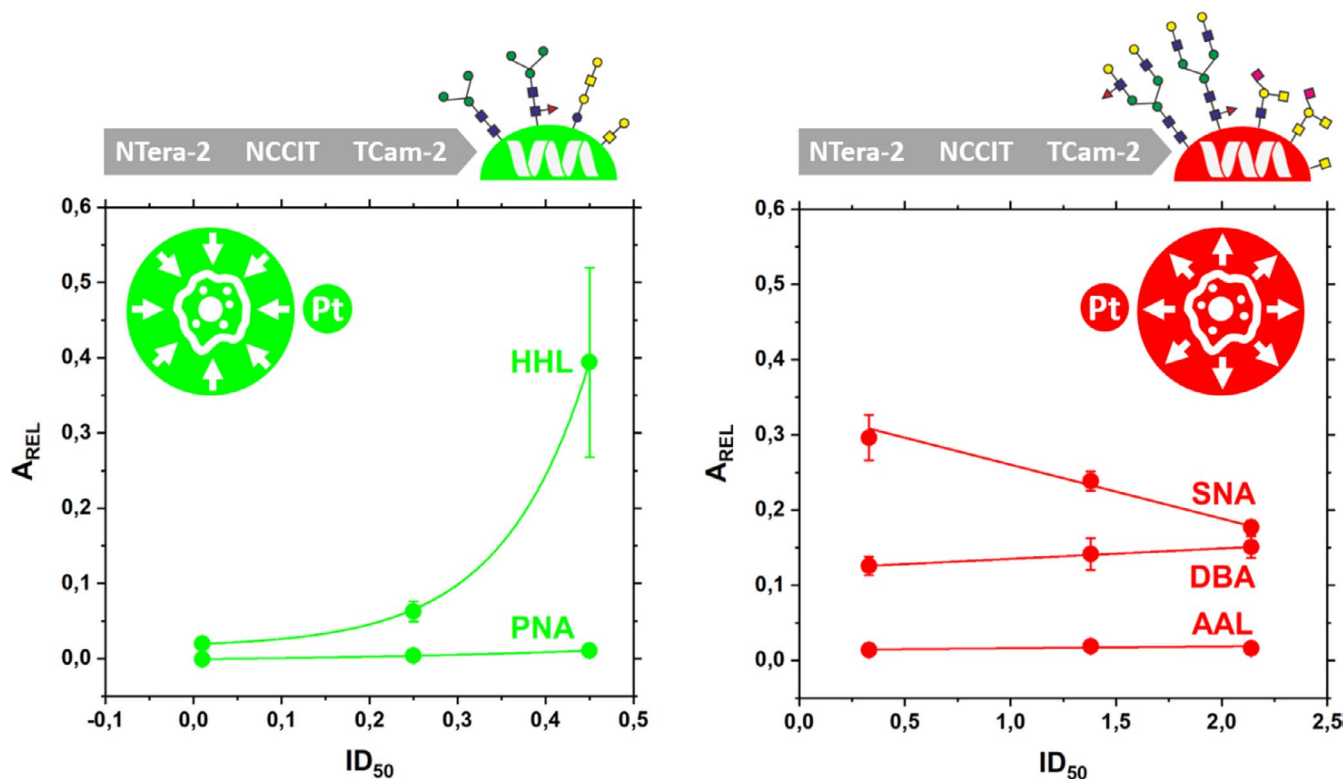 NTera-2 NCCIT TCam-2
0,6
0,5
0,4
0,3
0,2
0,1
0,0
A_REL
Pt
HHL
PNA
-0,1 0,0 0,1 0,2 0,3 0,4 0,5
ID50
NTera-2 NCCIT TCam-2
0,6
0,5
0,4
0,3
0,2
0,1
0,0
A_REL
Pt
SNA
DBA
AAL
0,0 0,5 1,0 1,5 2,0 2,5
ID50